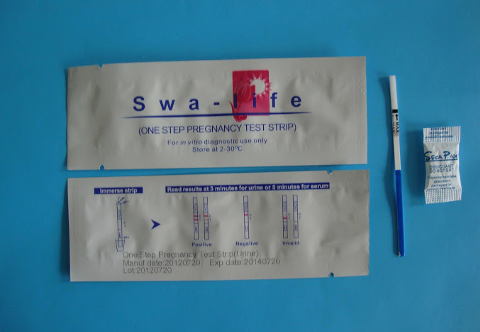 Swa-life
(ONE STEP PREGNANCY TEST STRIP)
For in vitro diagnostic use only
Store at 2-30°C
Immerse strip
Read results at 3 minutes for urine or 5 minutes for serum
Positive
Negative
Invalid
One Step Pregnancy Test Strip(Urine)
Manuf date:20120720 Exp date:20140720
Lot:20120720